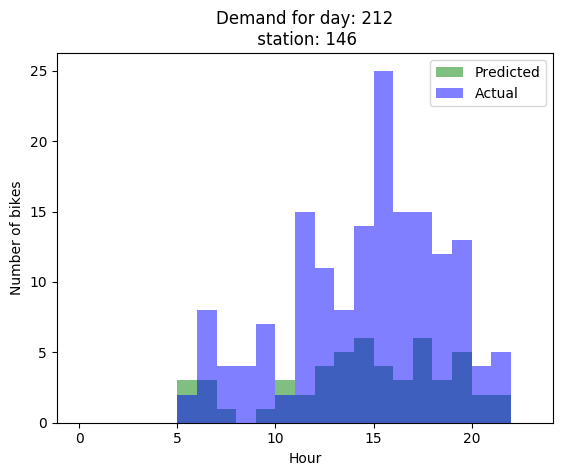 Demand for day: 212
station: 146
Predicted
Actual
Number of bikes
25
20
15
10
5
0
0
5
10
15
20
Hour